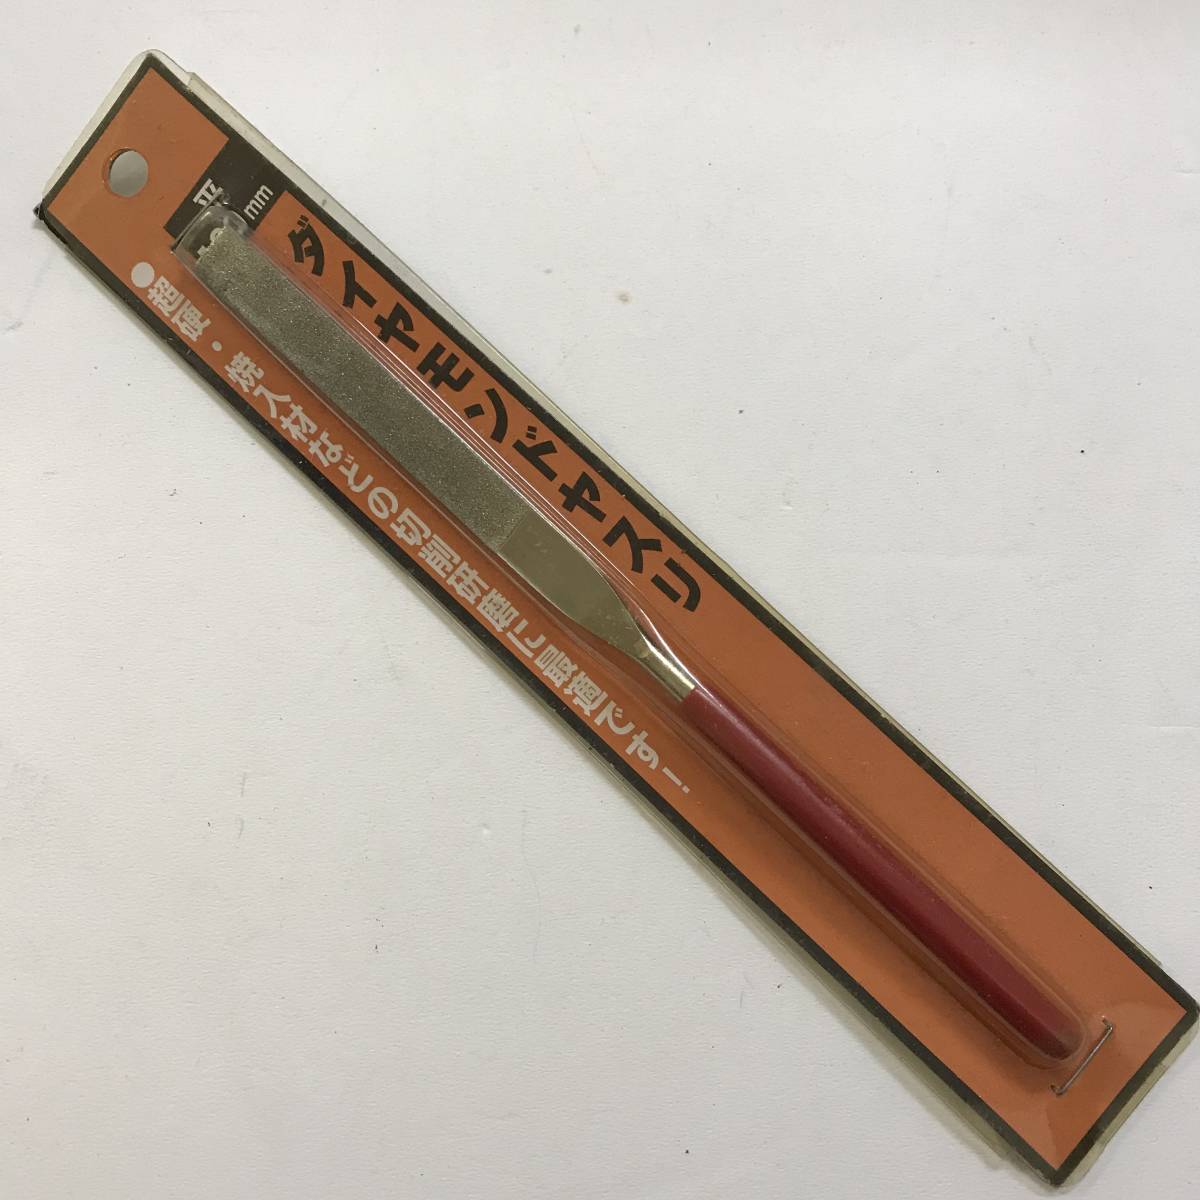 平
mm
ダイヤモンドヤスリ
●超硬・焼入材などの切削研磨に最適です!